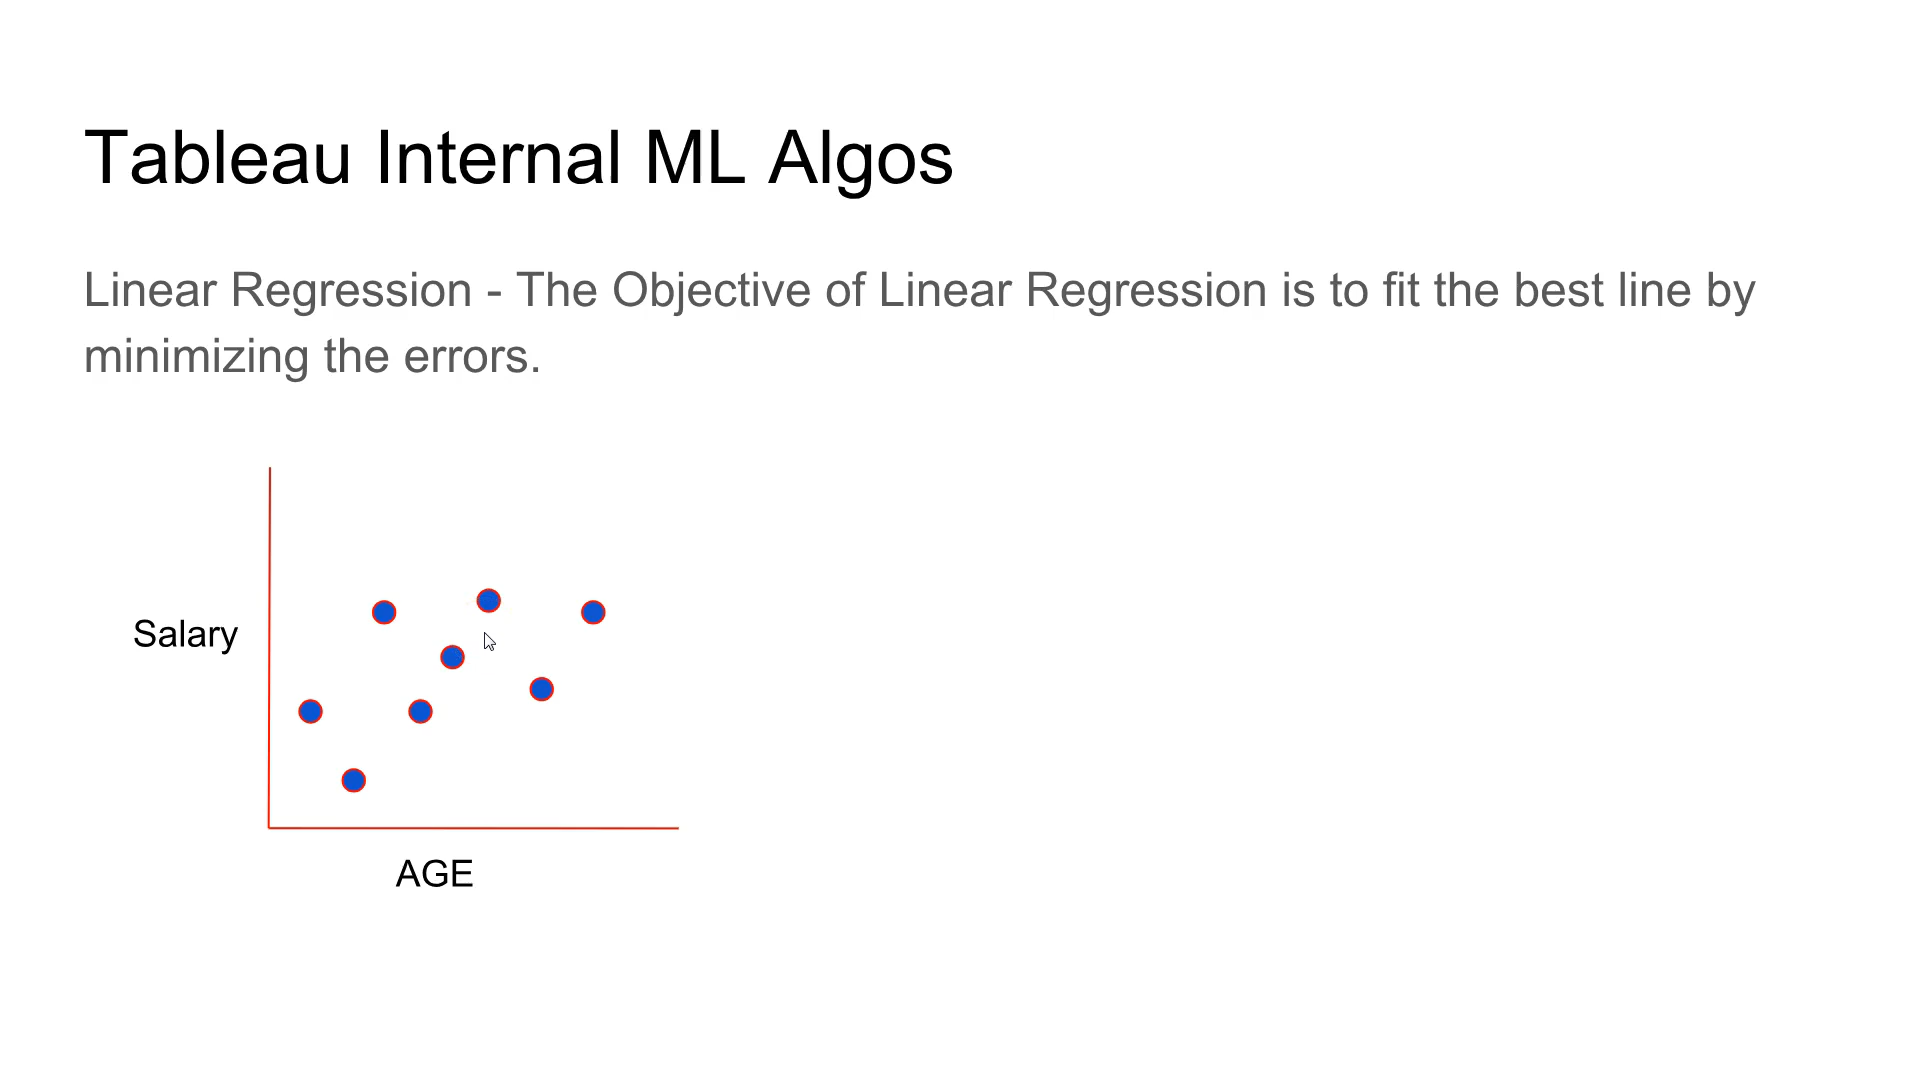 Tableau Internal ML Algos
Linear Regression - The Objective of Linear Regression is to fit the best line by
minimizing the errors.
Salary
AGE